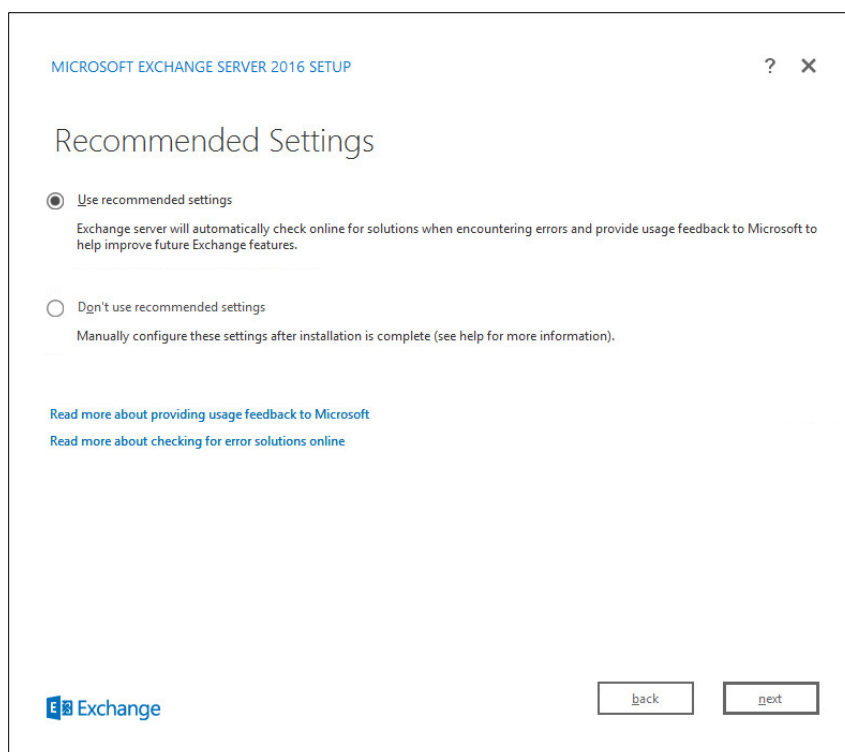 MICROSOFT EXCHANGE SERVER 2016 SETUP
?
Recommended Settings
Use recommended settings
Exchange server will automatically check online for solutions when encountering errors and provide usage feedback to Microsoft to
help improve future Exchange features.
Don't use recommended settings
Manually configure these settings after installation is complete (see help for more information).
Read more about providing usage feedback to Microsoft
Read more about checking for error solutions online
Exchange
back
next